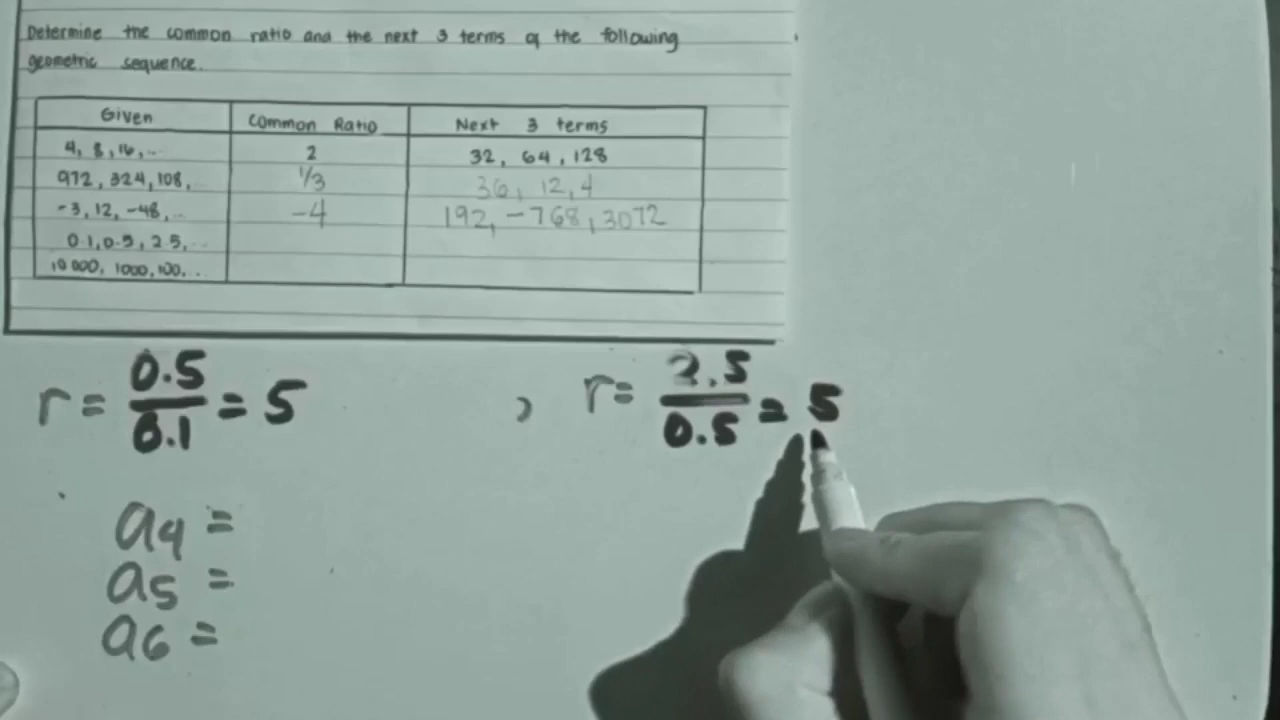 Determine the common ratio and the next 3 terms of the following
geometric sequence.
Given Common Ratio Next 3 terms
4, 8, 16, .. 2 32, 64, 128
972, 324, 108, 1/3 36, 12, 4
-3, 12, -48, .. -4 192, -768, 3072
0.1, 0.5, 2.5, ..
10 000, 1000, 100, ...
r = 0.5/0.1 = 5 , r = 2.5/0.5 = 5
a4 =
a5 =
a6 =